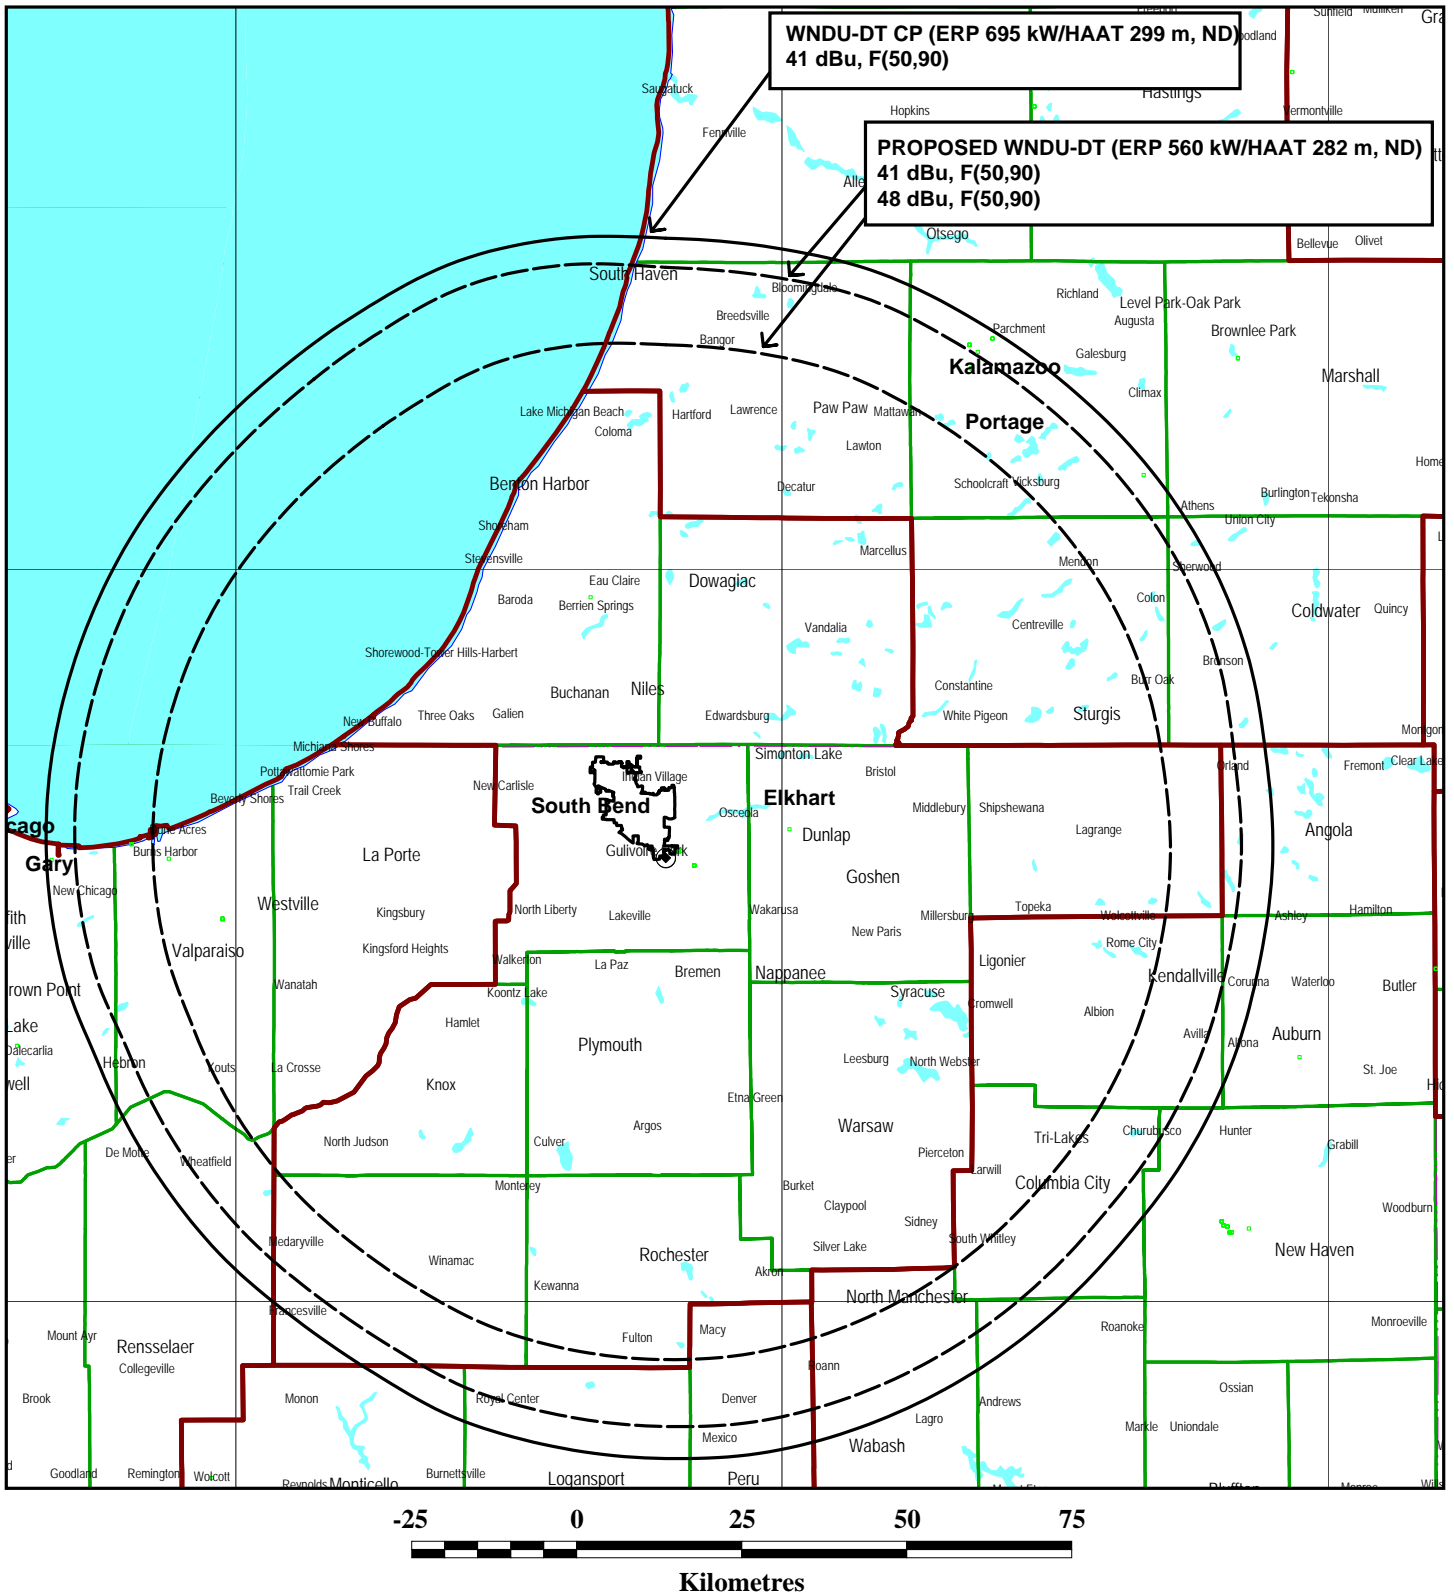 WNDU-DT CP (ERP 695 kW/HAAT 299 m, ND)
41 dBu, F(50,90)
PROPOSED WNDU-DT (ERP 560 kW/HAAT 282 m, ND)
41 dBu, F(50,90)
48 dBu, F(50,90)
Saugatuck
Hopkins
Hastings
Vermontville
Fennville
Otsego
Bellevue Olivet
South Haven
Bloomingdale
Richland
Level Park-Oak Park
Breedsville
Augusta
Parchment
Brownlee Park
Bangor
Galesburg
Kalamazoo
Marshall
Climax
Lake Michigan Beach
Hartford
Lawrence
Paw Paw
Mattawan
Coloma
Portage
Lawton
Benton Harbor
Decatur
Schoolcraft
Vicksburg
Burlington
Tekonsha
Athens
Union City
Shoreham
Stevensville
Marcellus
Mendon
Sherwood
Eau Claire
Dowagiac
Baroda
Berrien Springs
Colon
Coldwater
Quincy
Vandalia
Centreville
Shorewood-Tower Hills-Harbert
Bronson
Buchanan
Niles
Constantine
Burr Oak
New Buffalo
Three Oaks
Galien
Edwardsburg
White Pigeon
Sturgis
Michiana Shores
Simonton Lake
Pottawattomie Park
Trail Creek
New Carlisle
Indian Village
Bristol
Orland
Fremont
Clear Lake
Beverly Shores
South Bend
Osceola
Elkhart
Middlebury
Shipshewana
Dunlap
Lagrange
Angola
Dune Acres
Burns Harbor
Gary
La Porte
Gulivoire Park
Goshen
New Chicago
Westville
Kingsbury
North Liberty
Lakeville
Wakarusa
Millersburg
Topeka
Wolcottville
Ashley
Hamilton
New Paris
Valparaiso
Kingsford Heights
Walkerton
La Paz
Bremen
Nappanee
Ligonier
Rome City
Kendallville
Corunna
Waterloo
Butler
Wanatah
Koontz Lake
Syracuse
Cromwell
Albion
Hamlet
Plymouth
Avilla
Altona
Auburn
Dalecarlia
Hebron
Kouts
La Crosse
Leesburg
North Webster
St. Joe
Knox
Etna Green
Argos
Warsaw
North Judson
Culver
Tri-Lakes
Churubusco
Hunter
Grabill
De Motte
Wheatfield
Pierceton
Larwill
Columbia City
Monterey
Burket
Claypool
Sidney
Woodburn
Medaryville
Winamac
Rochester
Silver Lake
South Whitley
New Haven
Akron
Kewanna
North Manchester
Francesville
Fulton
Macy
Roanoke
Monroeville
Mount Ayr
Rensselaer
Collegeville
Roann
Brook
Monon
Royal Center
Denver
Andrews
Ossian
Lagro
Markle
Uniondale
Mexico
Wabash
Goodland
Remington
Wolcott
Reynolds
Monticello
Burnettsville
Logansport
Peru
-25 0 25 50 75
Kilometres